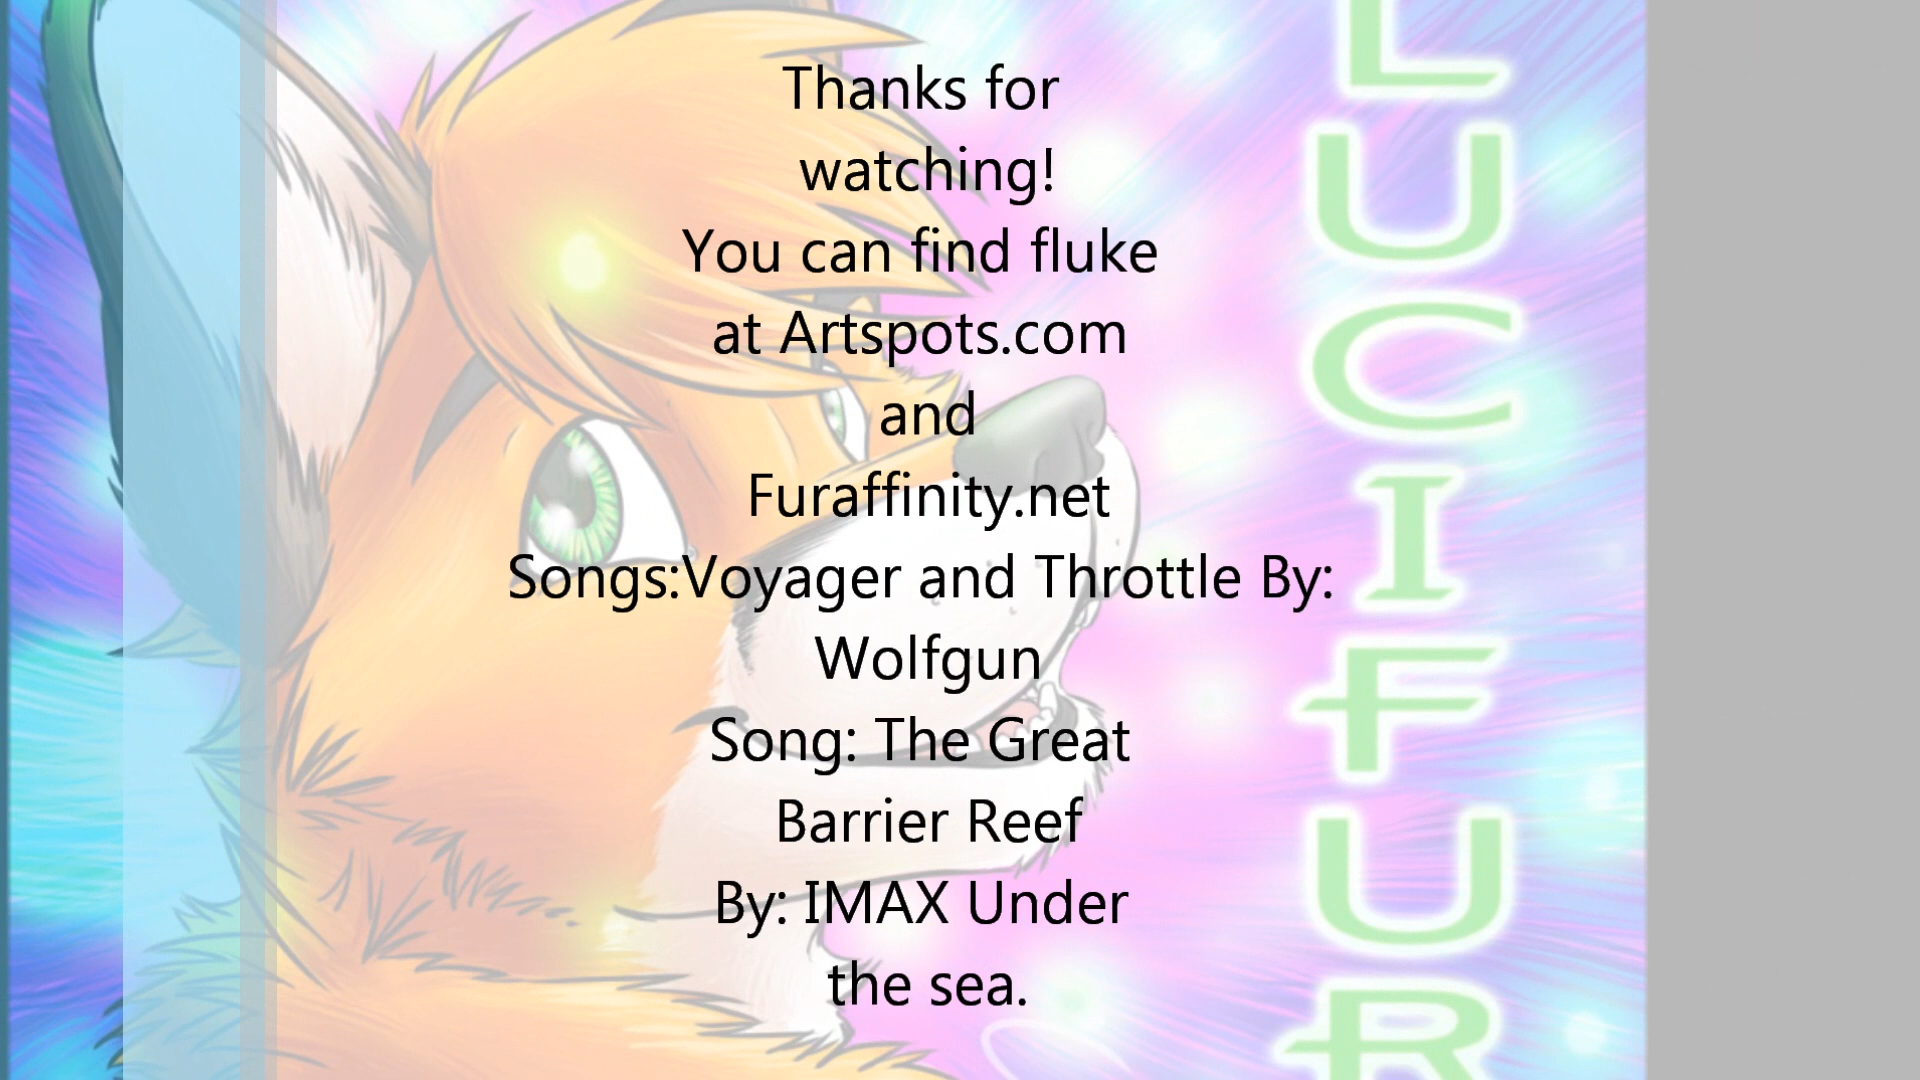 Thanks for
watching!
You can find fluke
at Artspots.com
and
Furaffinity.net
Songs:Voyager and Throttle By:
Wolfgun
Song: The Great
Barrier Reef
By: IMAX Under
the sea.
LUCIFUR